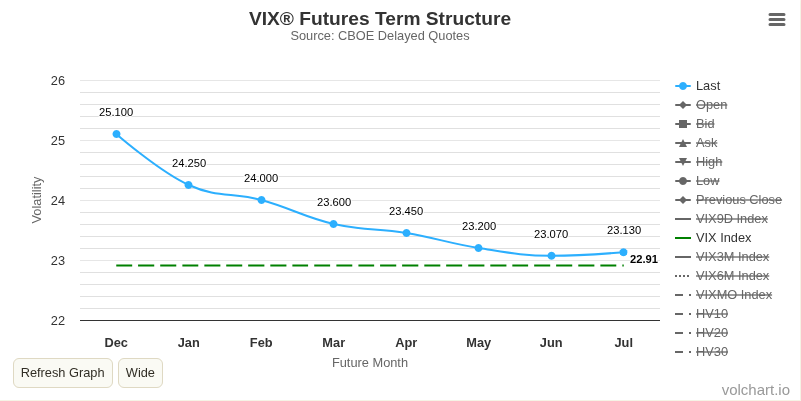 VIX® Futures Term Structure
Source: CBOE Delayed Quotes
26
25
24
23
22
Volatility
25.100
24.250
24.000
23.600
23.450
23.200
23.070
23.130
22.91
Dec Jan Feb Mar Apr May Jun Jul
Future Month
Last
Open
Bid
Ask
High
Low
Previous Close
VIX9D Index
VIX Index
VIX3M Index
VIX6M Index
VIXMO Index
HV10
HV20
HV30
Refresh Graph Wide
volchart.io